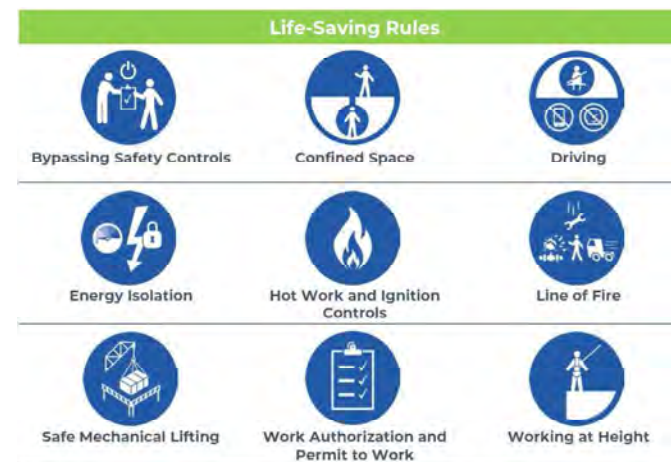 Life-Saving Rules
Bypassing Safety Controls
Confined Space
Driving
Energy Isolation
Hot Work and Ignition
Controls
Line of Fire
Safe Mechanical Lifting
Work Authorization and
Permit to Work
Working at Height